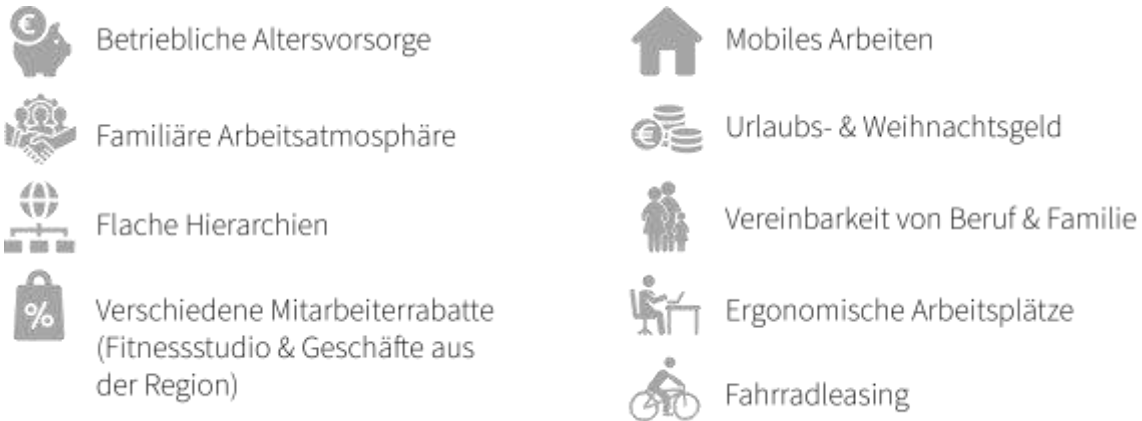 Betriebliche Altersvorsorge
Familiäre Arbeitsatmosphäre
Flache Hierarchien
%
Verschiedene Mitarbeiterrabatte
(Fitnessstudio & Geschäfte aus
der Region)
Mobiles Arbeiten
Urlaubs- & Weihnachtsgeld
Vereinbarkeit von Beruf & Familie
Ergonomische Arbeitsplätze
Fahrradleasing